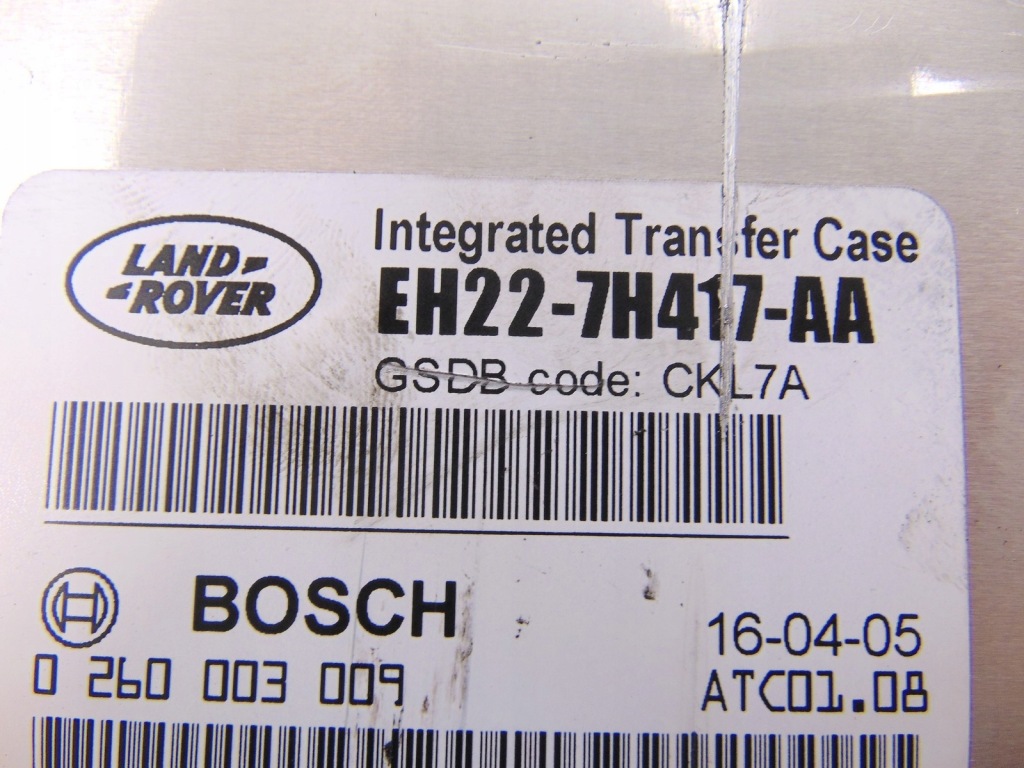 LAND
ROVER
Integrated Transfer Case
EH22-7H417-AA
GSDB code: CKL7A
BOSCH
16-04-05
0 260 003 009
ATC01.08